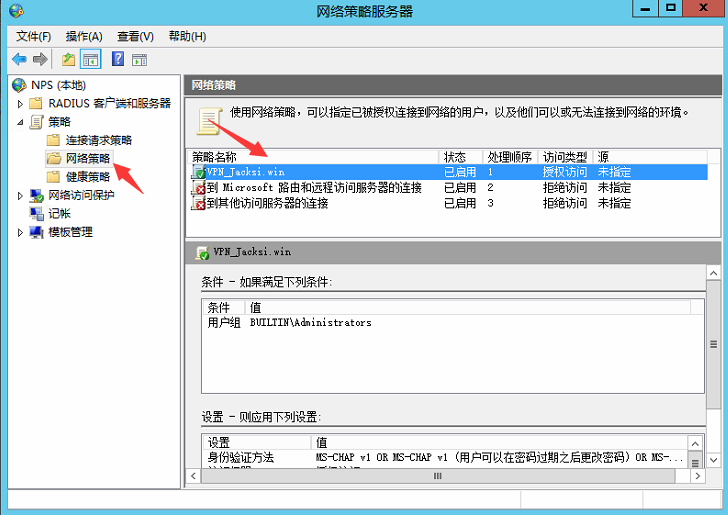 网络策略服务器
文件(F) 操作(A) 查看(V) 帮助(H)
NPS (本地)
RADIUS 客户端和服务器
策略
连接请求策略
网络策略
健康策略
网络访问保护
记帐
模板管理
网络策略
使用网络策略，可以指定已被授权连接到网络的用户，以及他们可以或无法连接到网络的环境。
策略名称 状态 处理顺序 访问类型 源
VPN_Jacksi.win 已启用 1 授权访问 未指定
到 Microsoft 路由和远程访问服务器的连接 已启用 2 拒绝访问 未指定
到其他访问服务器的连接 已启用 3 拒绝访问 未指定
VPN_Jacksi.win
条件 - 如果满足下列条件:
条件 值
用户组 BUILTIN\Administrators
设置 - 则应用下列设置:
设置 值
身份验证方法 MS-CHAP v1 OR MS-CHAP v1 (用户可以在密码过期之后更改密码) OR MS-...